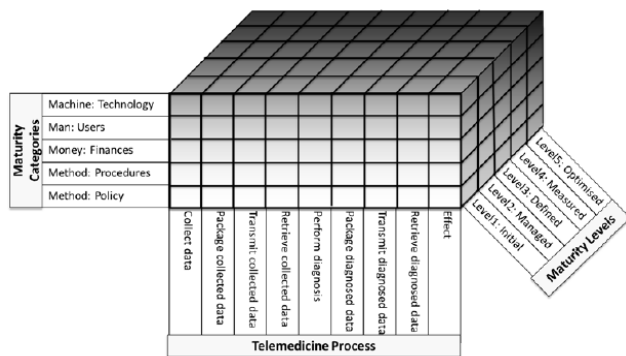 Maturity
Categories
Machine: Technology
Man: Users
Money: Finances
Method: Procedures
Method: Policy
Collect data
Package collected data
Transmit collected data
Retrieve collected data
Perform diagnosis
Package diagnosed data
Transmit diagnosed data
Retrieve diagnosed data
Effect
Telemedicine Process
Level5: Optimised
Level4: Measured
Level3: Defined
Level2: Managed
Level1: Initial
Maturity Levels